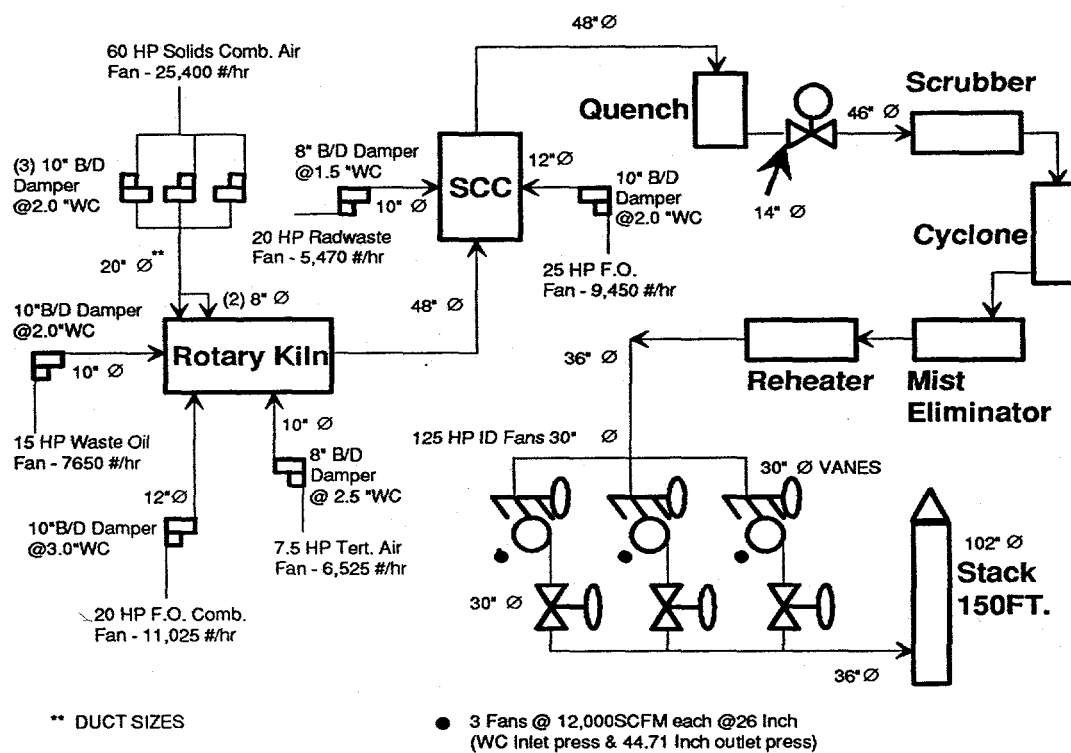 48" Ø
60 HP Solids Comb. Air
Fan - 25,400 #/hr
Quench
46" Ø
Scrubber
(3) 10" B/D
Damper
@2.0 "WC
8" B/D Damper
@1.5 "WC
10" Ø
SCC
12"Ø
10" B/D
Damper
@2.0 "WC
14" Ø
Cyclone
20 HP Radwaste
Fan - 5,470 #/hr
25 HP F.O.
Fan - 9,450 #/hr
20" Ø**
(2) 8" Ø
48" Ø
10"B/D Damper
@2.0"WC
10" Ø
Rotary Kiln
36" Ø
Reheater
Mist
Eliminator
15 HP Waste Oil
Fan - 7650 #/hr
10" Ø
8" B/D
Damper
@ 2.5 "WC
125 HP ID Fans 30" Ø
30" Ø VANES
12"Ø
10"B/D Damper
@3.0"WC
7.5 HP Tert. Air
Fan - 6,525 #/hr
30" Ø
102" Ø
Stack
150FT.
20 HP F.O. Comb.
Fan - 11,025 #/hr
36"Ø
** DUCT SIZES
● 3 Fans @ 12,000SCFM each @26 Inch
(WC Inlet press & 44.71 Inch outlet press)